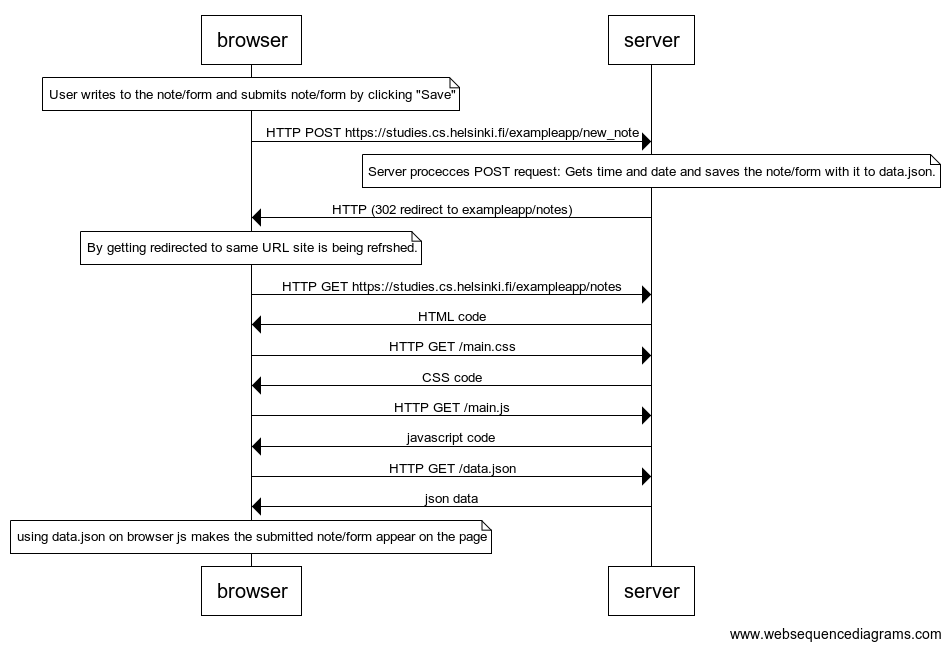 browser
server
User writes to the note/form and submits note/form by clicking "Save"
HTTP POST https://studies.cs.helsinki.fi/exampleapp/new_note
Server procecces POST request: Gets time and date and saves the note/form with it to data.json.
HTTP (302 redirect to exampleapp/notes)
By getting redirected to same URL site is being refrshed.
HTTP GET https://studies.cs.helsinki.fi/exampleapp/notes
HTML code
HTTP GET /main.css
CSS code
HTTP GET /main.js
javascript code
HTTP GET /data.json
json data
using data.json on browser js makes the submitted note/form appear on the page
browser
server
www.websequencediagrams.com